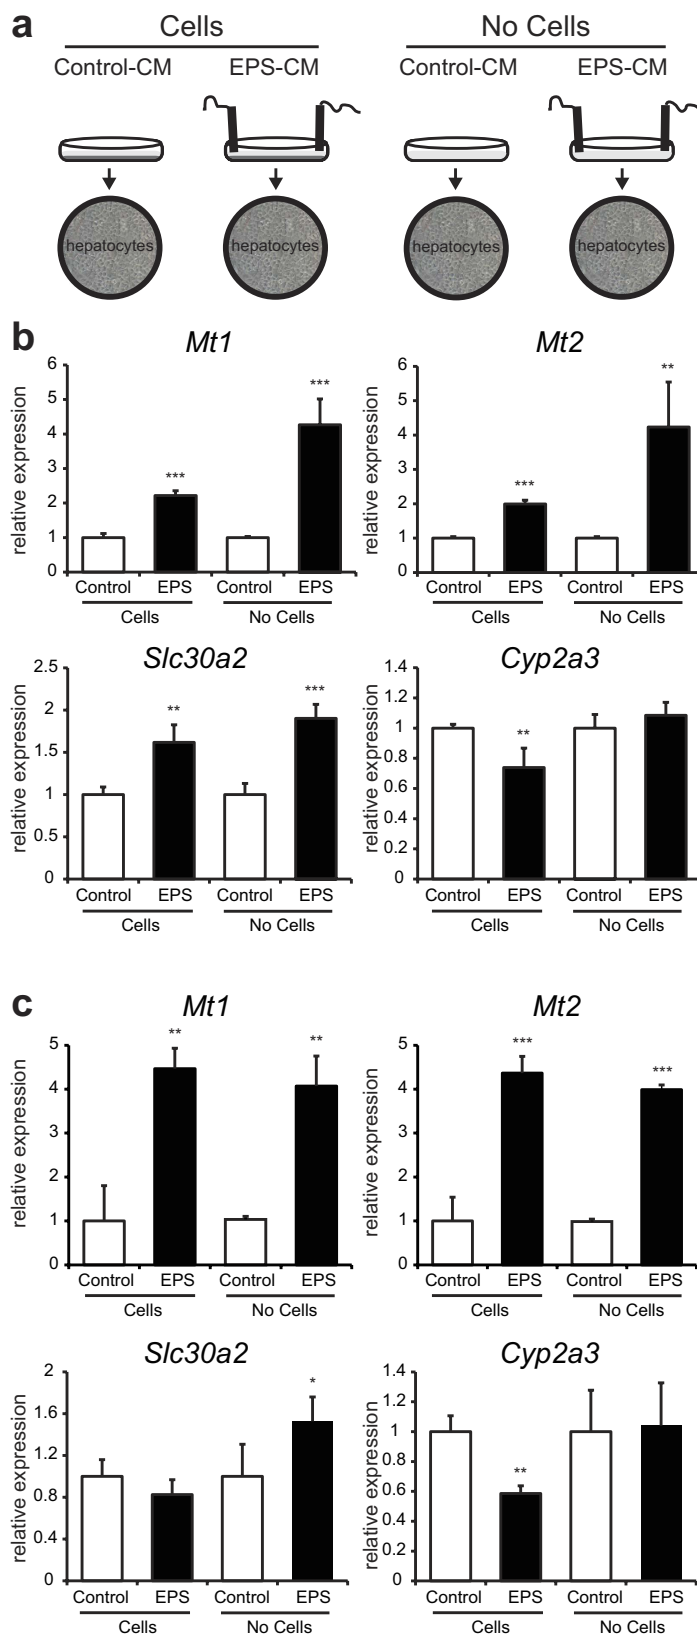 a
Cells No Cells
Control-CM EPS-CM Control-CM EPS-CM
hepatocytes hepatocytes hepatocytes hepatocytes
b
Mt1
relative expression
6
5
4
3
2
1
0
***
***
Control EPS Control EPS
Cells No Cells
Mt2
relative expression
6
5
4
3
2
1
0
***
**
Control EPS Control EPS
Cells No Cells
Slc30a2
relative expression
2.5
2
1.5
1
0.5
0
**
***
Control EPS Control EPS
Cells No Cells
Cyp2a3
relative expression
1.4
1.2
1
0.8
0.6
0.4
0.2
0
**
Control EPS Control EPS
Cells No Cells
c
Mt1
relative expression
5
4
3
2
1
0
**
**
Control EPS Control EPS
Cells No Cells
Mt2
relative expression
5
4
3
2
1
0
***
***
Control EPS Control EPS
Cells No Cells
Slc30a2
relative expression
2
1.6
1.2
0.8
0.4
0
*
Control EPS Control EPS
Cells No Cells
Cyp2a3
relative expression
1.4
1.2
1
0.8
0.6
0.4
0.2
0
**
Control EPS Control EPS
Cells No Cells